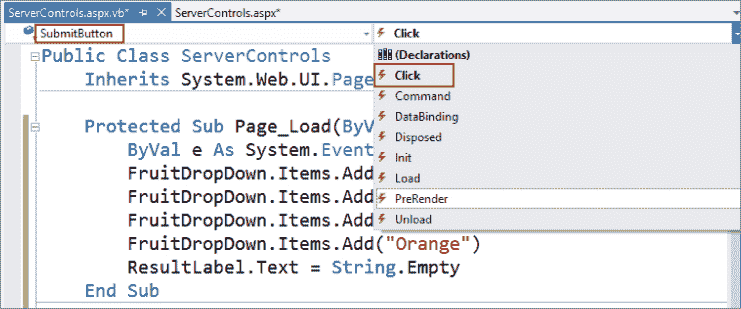 ServerControls.aspx.vb* ServerControls.aspx*
SubmitButton Click
Public Class ServerControls
Inherits System.Web.UI.Page
Protected Sub Page_Load(ByV
ByVal e As System.Event
FruitDropDown.Items.Add
FruitDropDown.Items.Add
FruitDropDown.Items.Add
FruitDropDown.Items.Add("Orange")
ResultLabel.Text = String.Empty
End Sub
(Declarations)
Click
Command
DataBinding
Disposed
Init
Load
PreRender
Unload